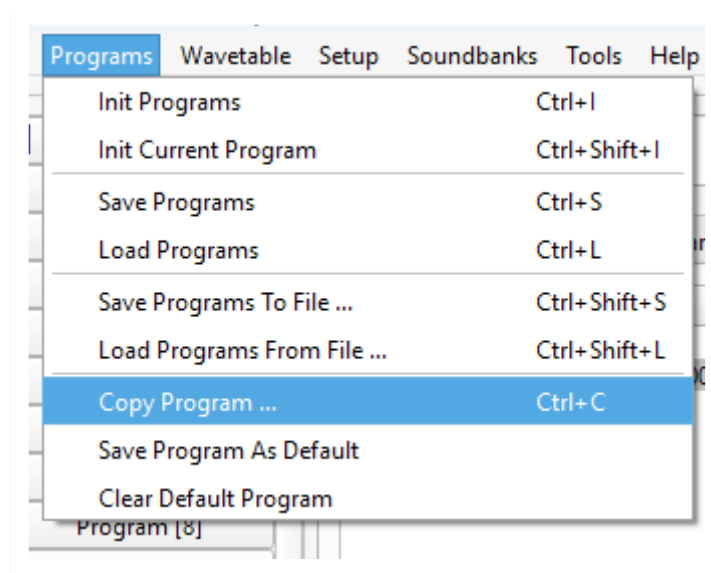 Programs Wavetable Setup Soundbanks Tools Help
Init Programs Ctrl+I
Init Current Program Ctrl+Shift+I
Save Programs Ctrl+S
Load Programs Ctrl+L
Save Programs To File ... Ctrl+Shift+S
Load Programs From File ... Ctrl+Shift+L
Copy Program ... Ctrl+C
Save Program As Default
Clear Default Program
Program [8]